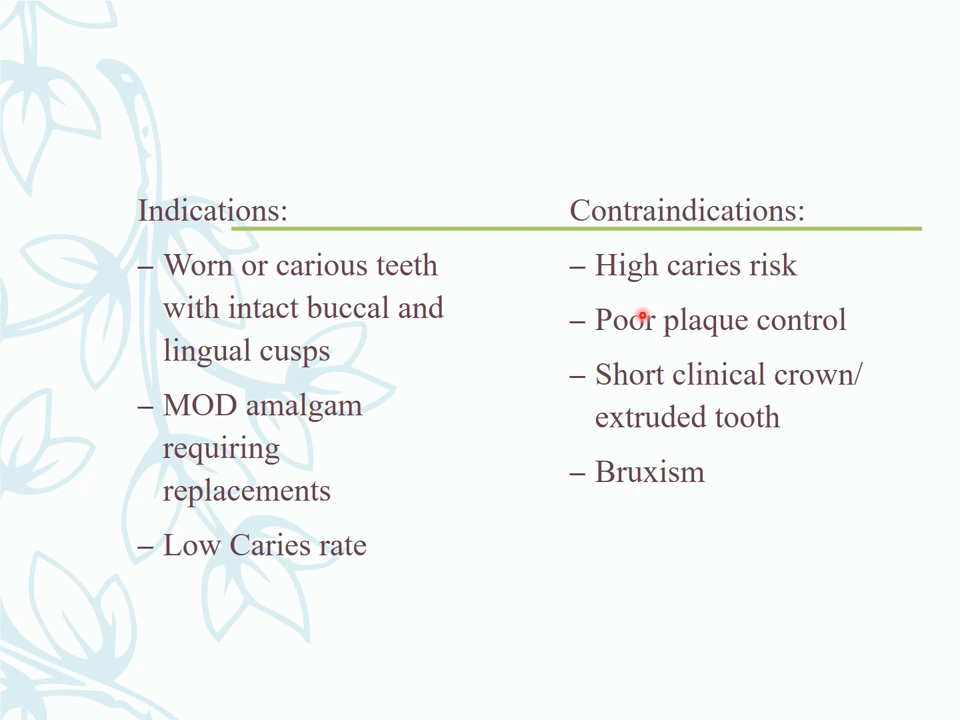 Indications:
– Worn or carious teeth
with intact buccal and
lingual cusps
– MOD amalgam
requiring
replacements
– Low Caries rate
Contraindications:
– High caries risk
– Poor plaque control
– Short clinical crown/
extruded tooth
– Bruxism